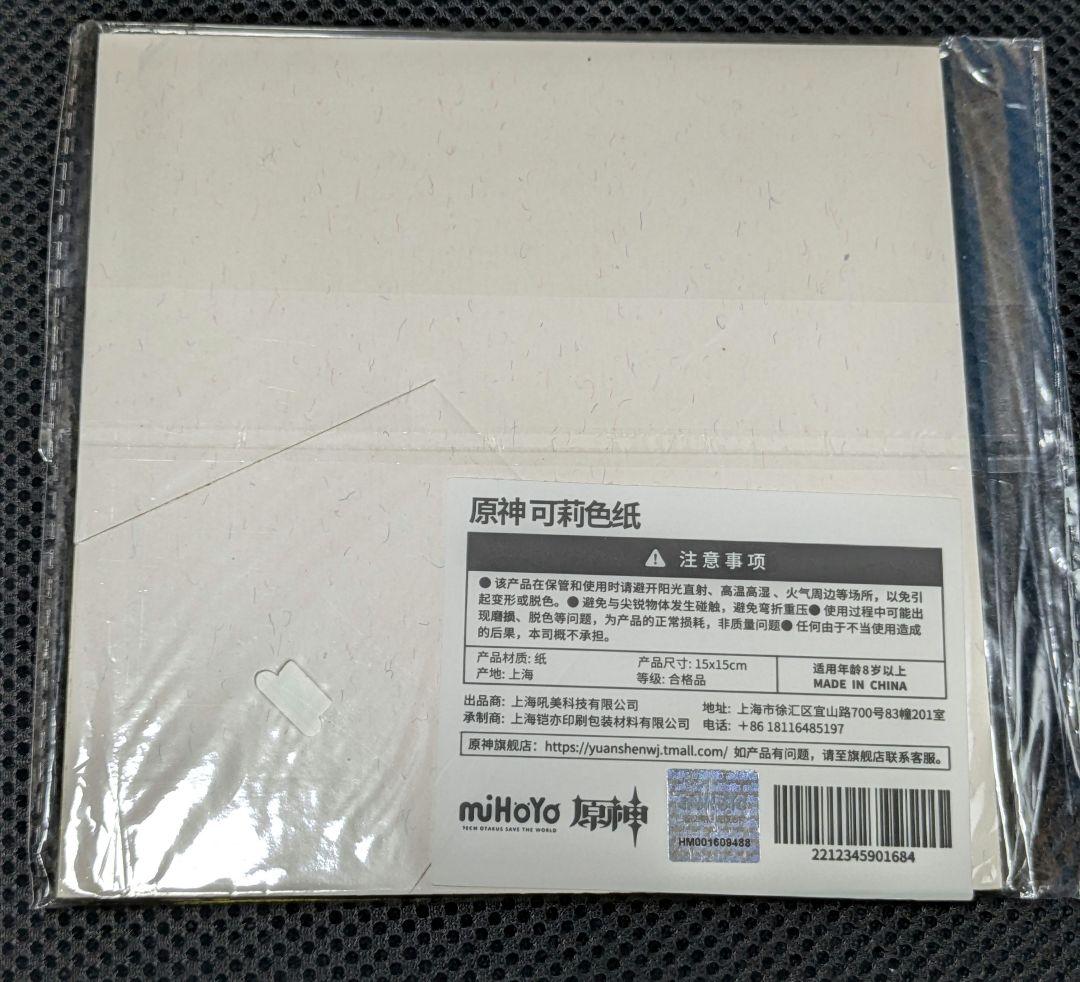 原神可莉色纸
注意事项
● 该产品在保管和使用时请避开阳光直射、高温高湿、火气周边等场所，以免引
起变形或脱色。● 避免与尖锐物体发生碰触，避免弯折重压● 使用过程中可能出
现磨损、脱色等问题，为产品的正常损耗，非质量问题● 任何由于不当使用造成
的后果，本司概不承担。
产品材质: 纸 产品尺寸: 15x15cm
产地: 上海 等级: 合格品
适用年龄8岁以上
MADE IN CHINA
出品商: 上海吼美科技有限公司 地址: 上海市徐汇区宜山路700号83幢201室
承制商: 上海铠亦印刷包装材料有限公司 电话: +86 18116485197
原神旗舰店: https://yuanshenwj.tmall.com/ 如产品有问题，请至旗舰店联系客服。
miHoYo 原神
TECH OTAKUS SAVE THE WORLD
HM001609488
2212345901684